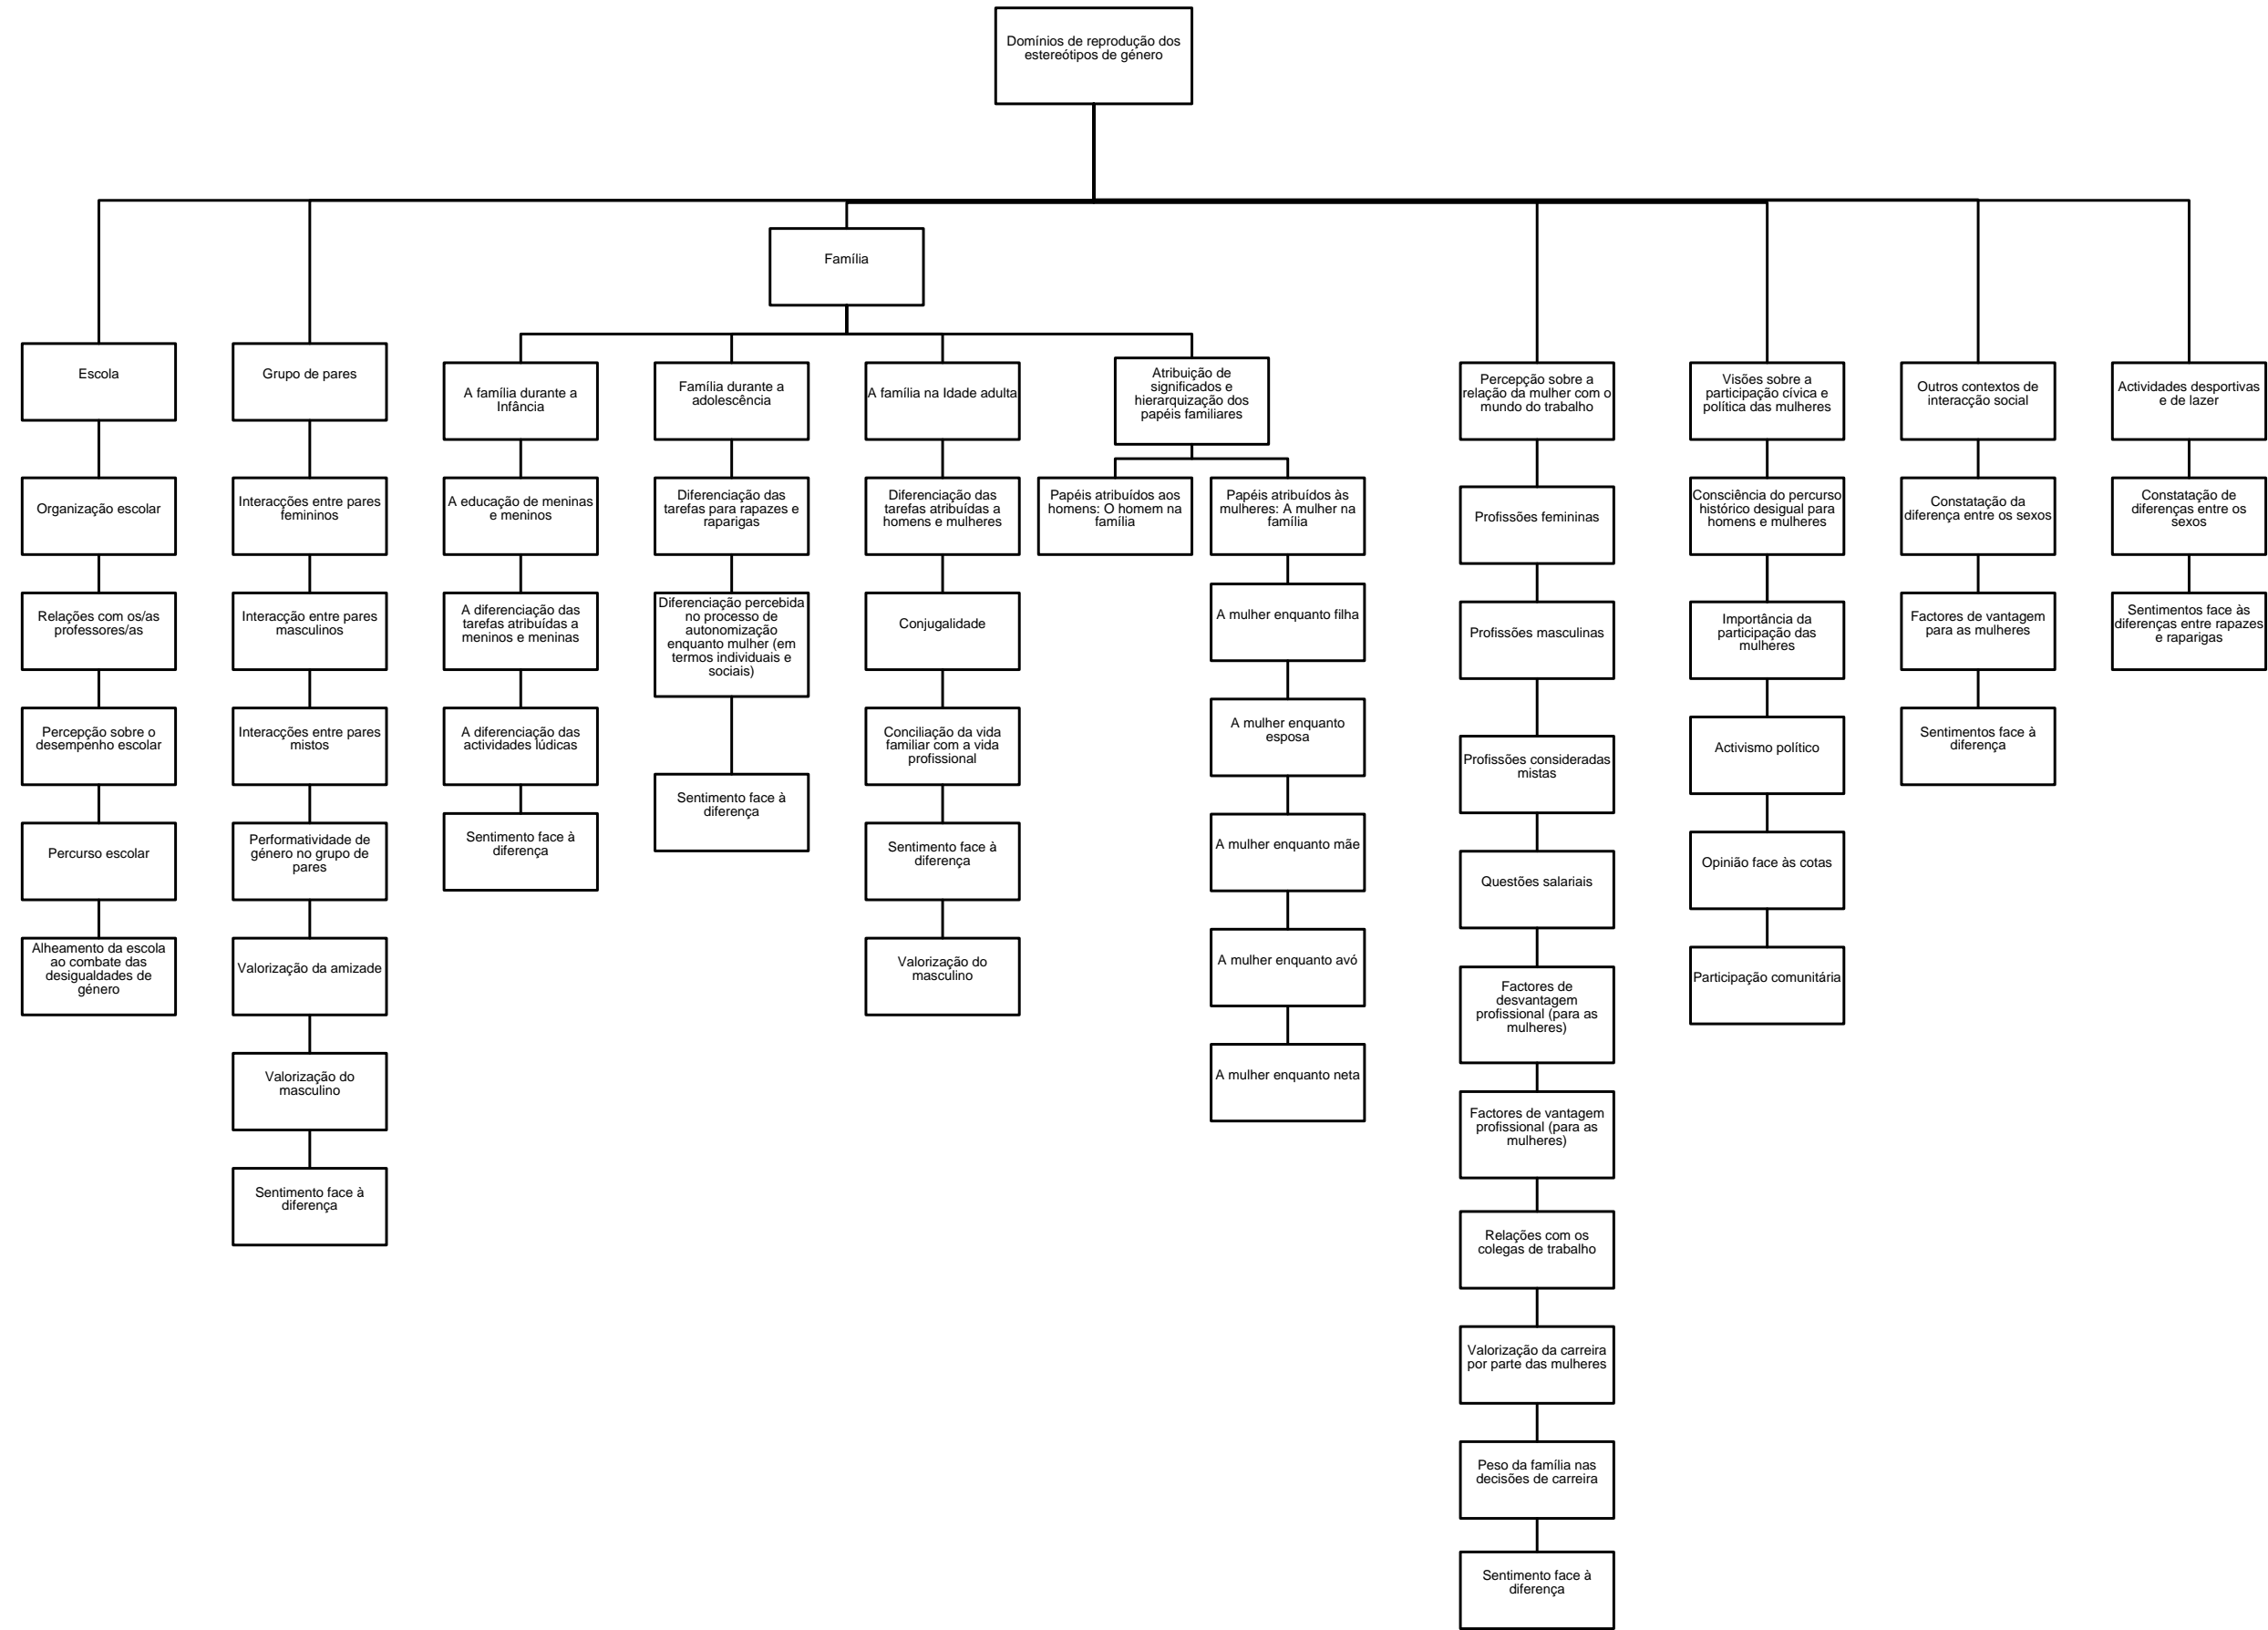 Domínios de reprodução dos
estereótipos de género
Família
Escola
Organização escolar
Relações com os/as
professores/as
Percepção sobre o
desempenho escolar
Percurso escolar
Alheamento da escola
ao combate das
desigualdades de
género
Grupo de pares
Interacções entre pares
femininos
Interacção entre pares
masculinos
Interacções entre pares
mistos
Performatividade de
género no grupo de
pares
Valorização da amizade
Valorização do
masculino
Sentimento face à
diferença
A família durante a
Infância
A educação de meninas
e meninos
A diferenciação das
tarefas atribuídas a
meninos e meninas
A diferenciação das
actividades lúdicas
Sentimento face à
diferença
Família durante a
adolescência
Diferenciação das
tarefas para rapazes e
raparigas
Diferenciação percebida
no processo de
autonomização
enquanto mulher (em
termos individuais e
sociais)
Sentimento face à
diferença
A família na Idade adulta
Diferenciação das
tarefas atribuídas a
homens e mulheres
Conjugalidade
Conciliação da vida
familiar com a vida
profissional
Sentimento face à
diferença
Valorização do
masculino
Atribuição de
significados e
hierarquização dos
papéis familiares
Papéis atribuídos aos
homens: O homem na
família
Papéis atribuídos às
mulheres: A mulher na
família
A mulher enquanto filha
A mulher enquanto
esposa
A mulher enquanto mãe
A mulher enquanto avó
A mulher enquanto neta
Percepção sobre a
relação da mulher com o
mundo do trabalho
Profissões femininas
Profissões masculinas
Profissões consideradas
mistas
Questões salariais
Factores de
desvantagem
profissional (para as
mulheres)
Factores de vantagem
profissional (para as
mulheres)
Relações com os
colegas de trabalho
Valorização da carreira
por parte das mulheres
Peso da família nas
decisões de carreira
Sentimento face à
diferença
Visões sobre a
participação cívica e
política das mulheres
Consciência do percurso
histórico desigual para
homens e mulheres
Importância da
participação das
mulheres
Activismo político
Opinião face às cotas
Participação comunitária
Outros contextos de
interacção social
Constatação da
diferença entre os sexos
Factores de vantagem
para as mulheres
Sentimentos face à
diferença
Actividades desportivas
e de lazer
Constatação de
diferenças entre os
sexos
Sentimentos face às
diferenças entre rapazes
e raparigas